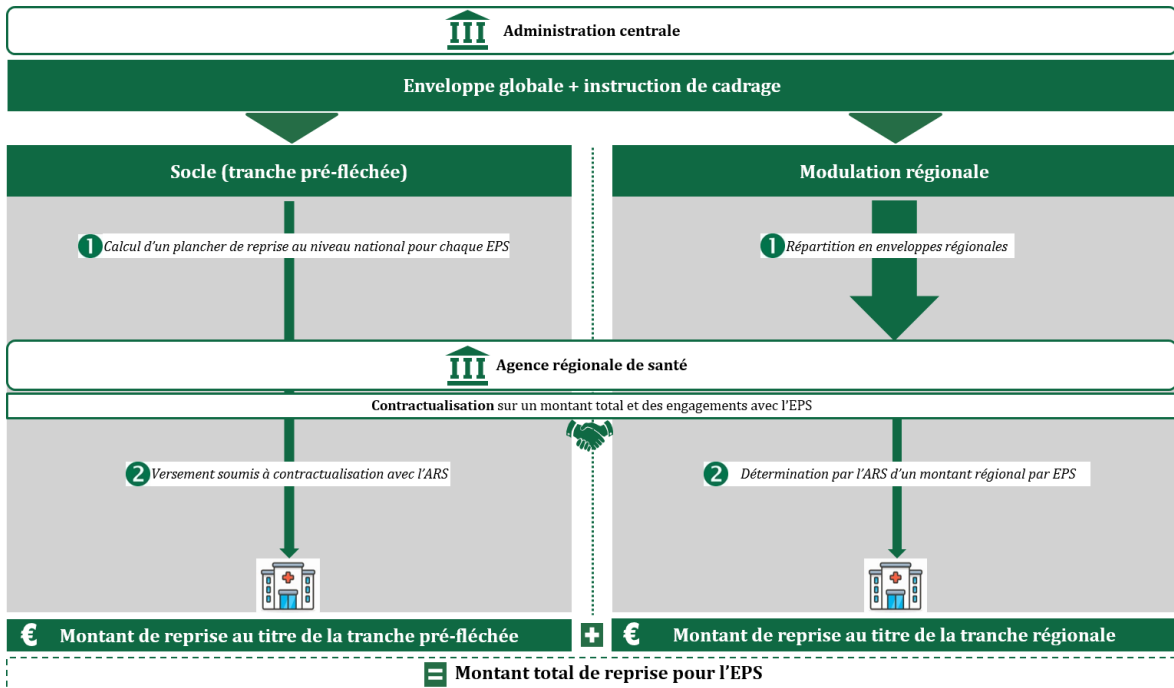 Administration centrale
Enveloppe globale + instruction de cadrage
Socle (tranche pré-fléchée)
Modulation régionale
1 Calcul d'un plancher de reprise au niveau national pour chaque EPS
1 Répartition en enveloppes régionales
Agence régionale de santé
Contractualisation sur un montant total et des engagements avec l'EPS
2 Versement soumis à contractualisation avec l'ARS
2 Détermination par l'ARS d'un montant régional par EPS
€ Montant de reprise au titre de la tranche pré-fléchée
+
€ Montant de reprise au titre de la tranche régionale
= Montant total de reprise pour l'EPS